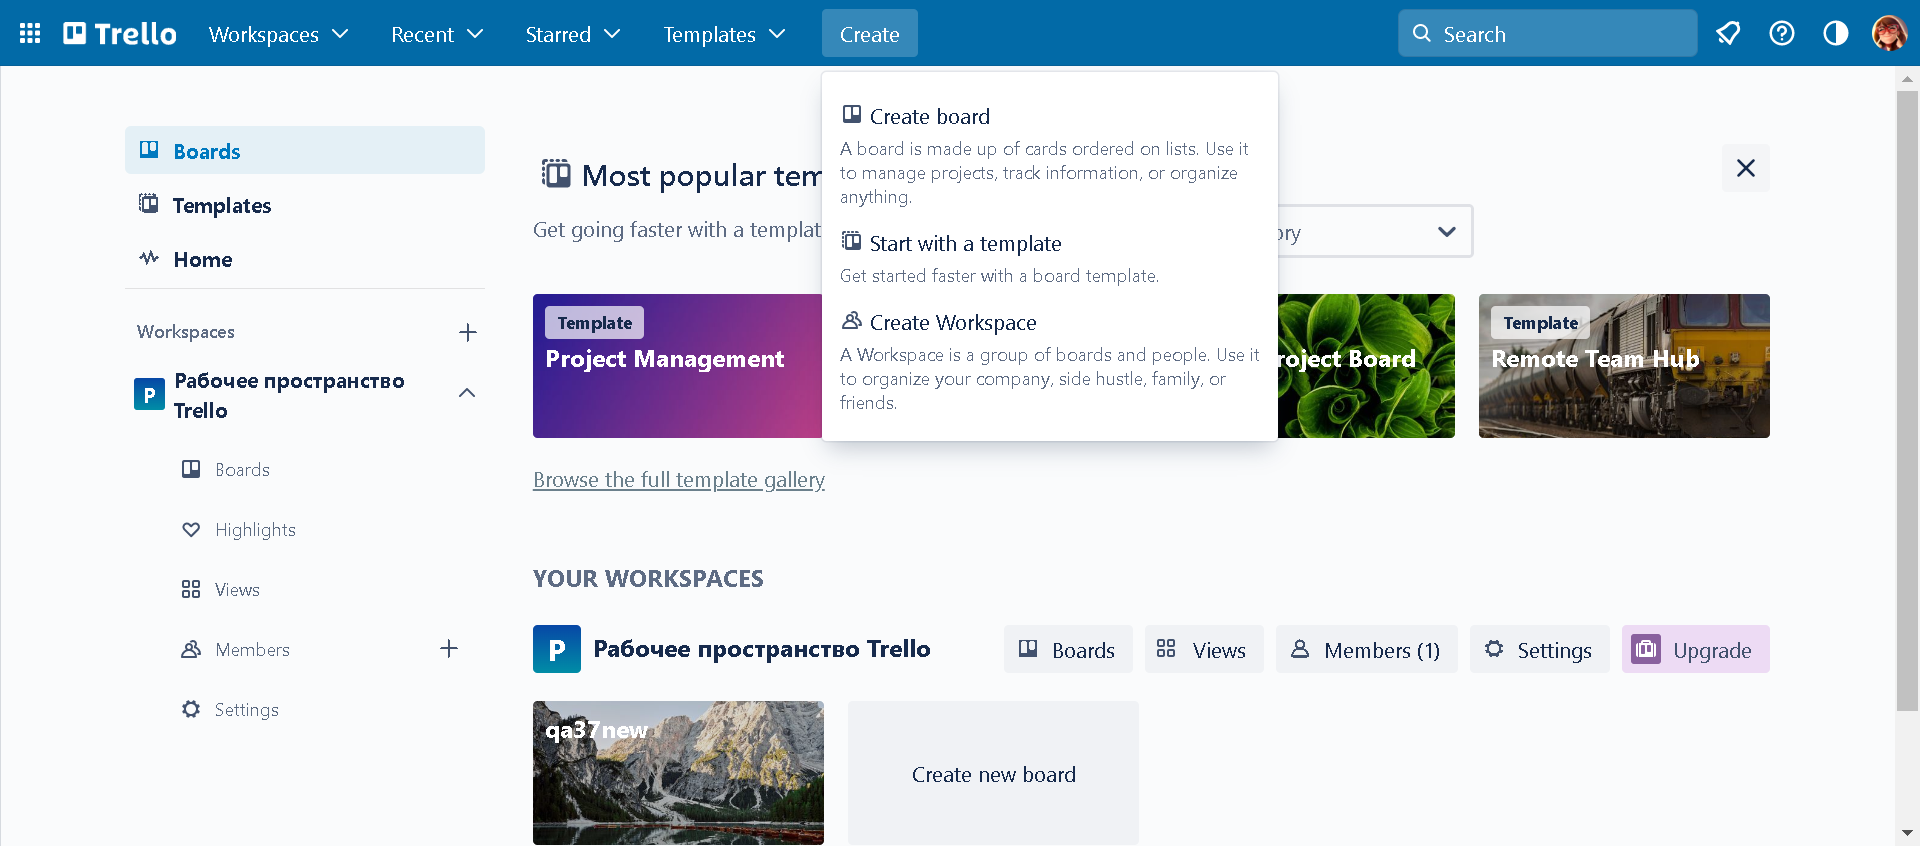 Trello
Workspaces
Recent
Starred
Templates
Create
Search
Boards
Templates
Home
Workspaces
P
Рабочее пространство
Trello
Boards
Highlights
Views
Members
Settings
Create board
A board is made up of cards ordered on lists. Use it
to manage projects, track information, or organize
anything.
Start with a template
Get started faster with a board template.
Create Workspace
A Workspace is a group of boards and people. Use it
to organize your company, side hustle, family, or
friends.
Most popular tem
Get going faster with a templat
ory
Template
Project Management
roject Board
Template
Remote Team Hub
Browse the full template gallery
YOUR WORKSPACES
P
Рабочее пространство Trello
Boards
Views
Members (1)
Settings
Upgrade
qa37new
Create new board